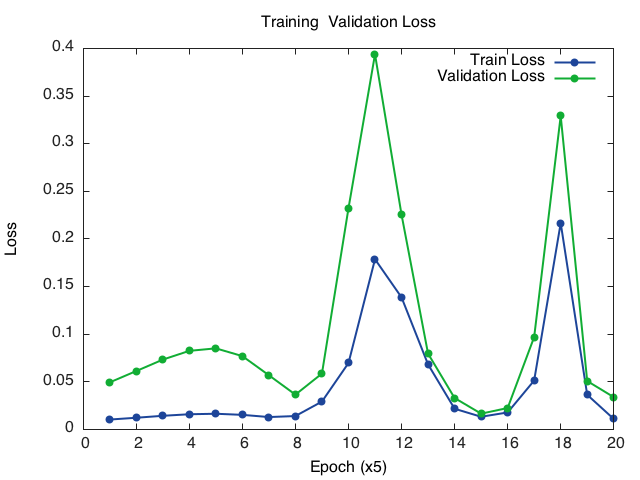 Training  Validation Loss
Train Loss
Validation Loss
0.4
0.35
0.3
0.25
0.2
0.15
0.1
0.05
0
0 2 4 6 8 10 12 14 16 18 20
Loss
Epoch (x5)